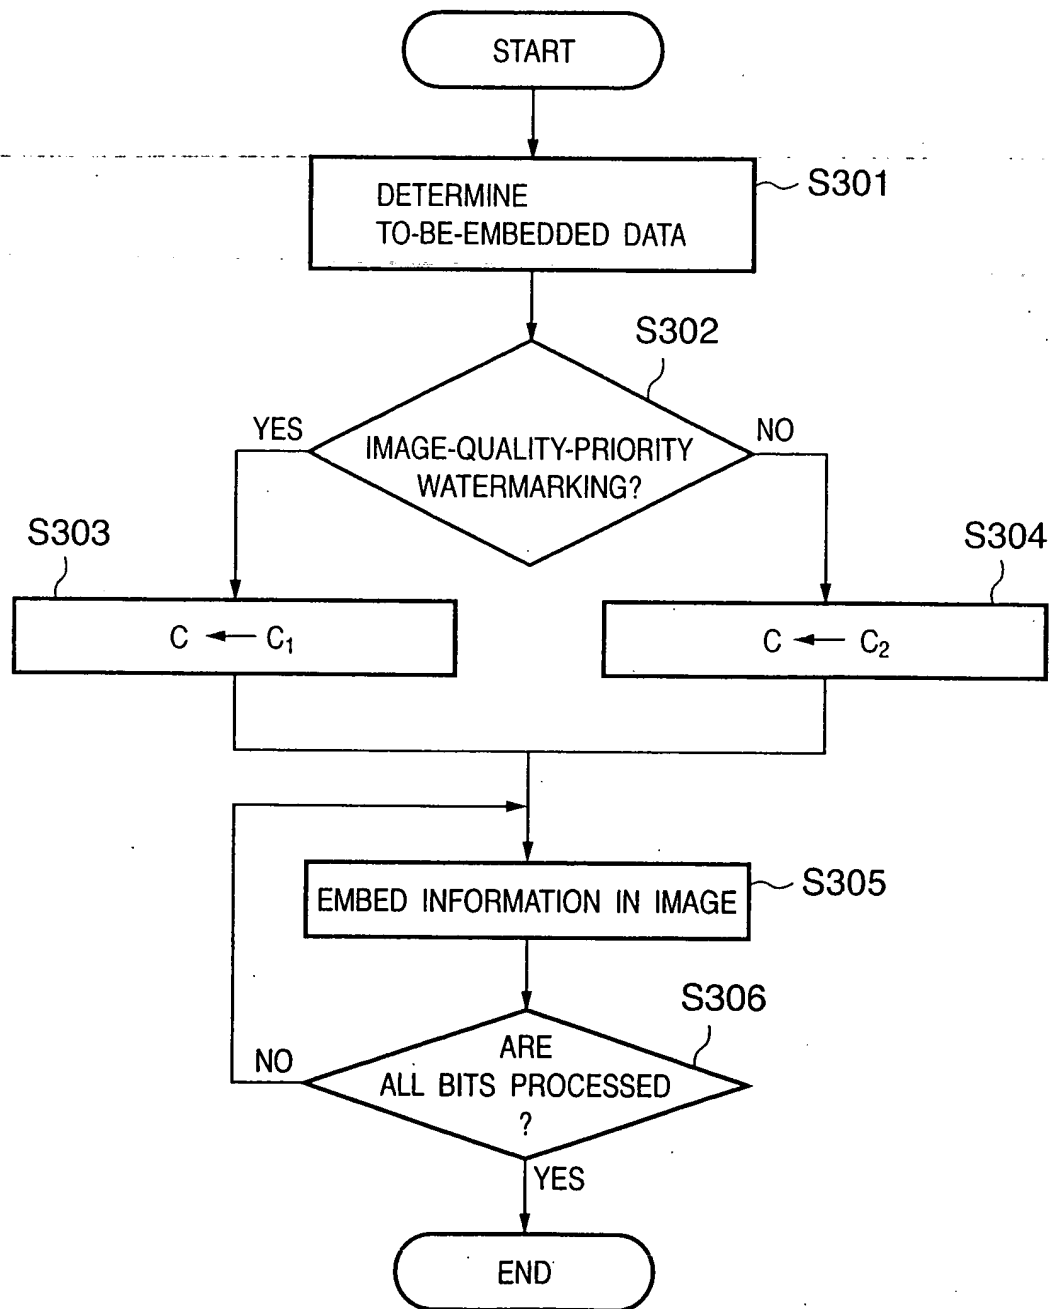 START
S301
DETERMINE
TO-BE-EMBEDDED DATA
S302
YES
NO
IMAGE-QUALITY-PRIORITY
WATERMARKING?
S303
S304
C ← C₁
C ← C₂
EMBED INFORMATION IN IMAGE
S305
S306
NO
ARE
ALL BITS PROCESSED
?
YES
END